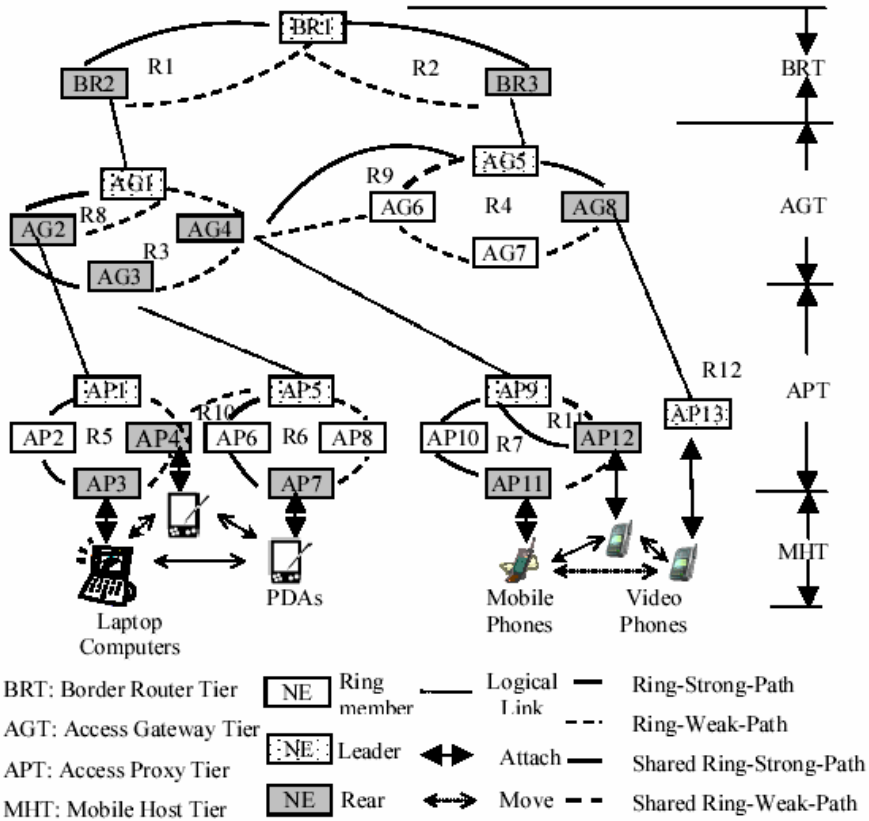 BR1
R1
R2
BRT
BR2
BR3
AG1
AG5
R9
R8
AG6
R4
AG8
AGT
AG2
AG4
R3
AG7
AG3
R12
AP1
AP5
AP9
APT
R10
R11
AP13
AP2
R5
AP4
AP6
R6
AP8
AP10
R7
AP12
AP3
AP7
AP11
MHT
PDAs
Mobile
Phones
Video
Phones
Laptop
Computers
BRT: Border Router Tier
AGT: Access Gateway Tier
APT: Access Proxy Tier
MHT: Mobile Host Tier
NE Ring
member
NE Leader
NE Rear
Logical
Link
Attach
Move
Ring-Strong-Path
Ring-Weak-Path
Shared Ring-Strong-Path
Shared Ring-Weak-Path